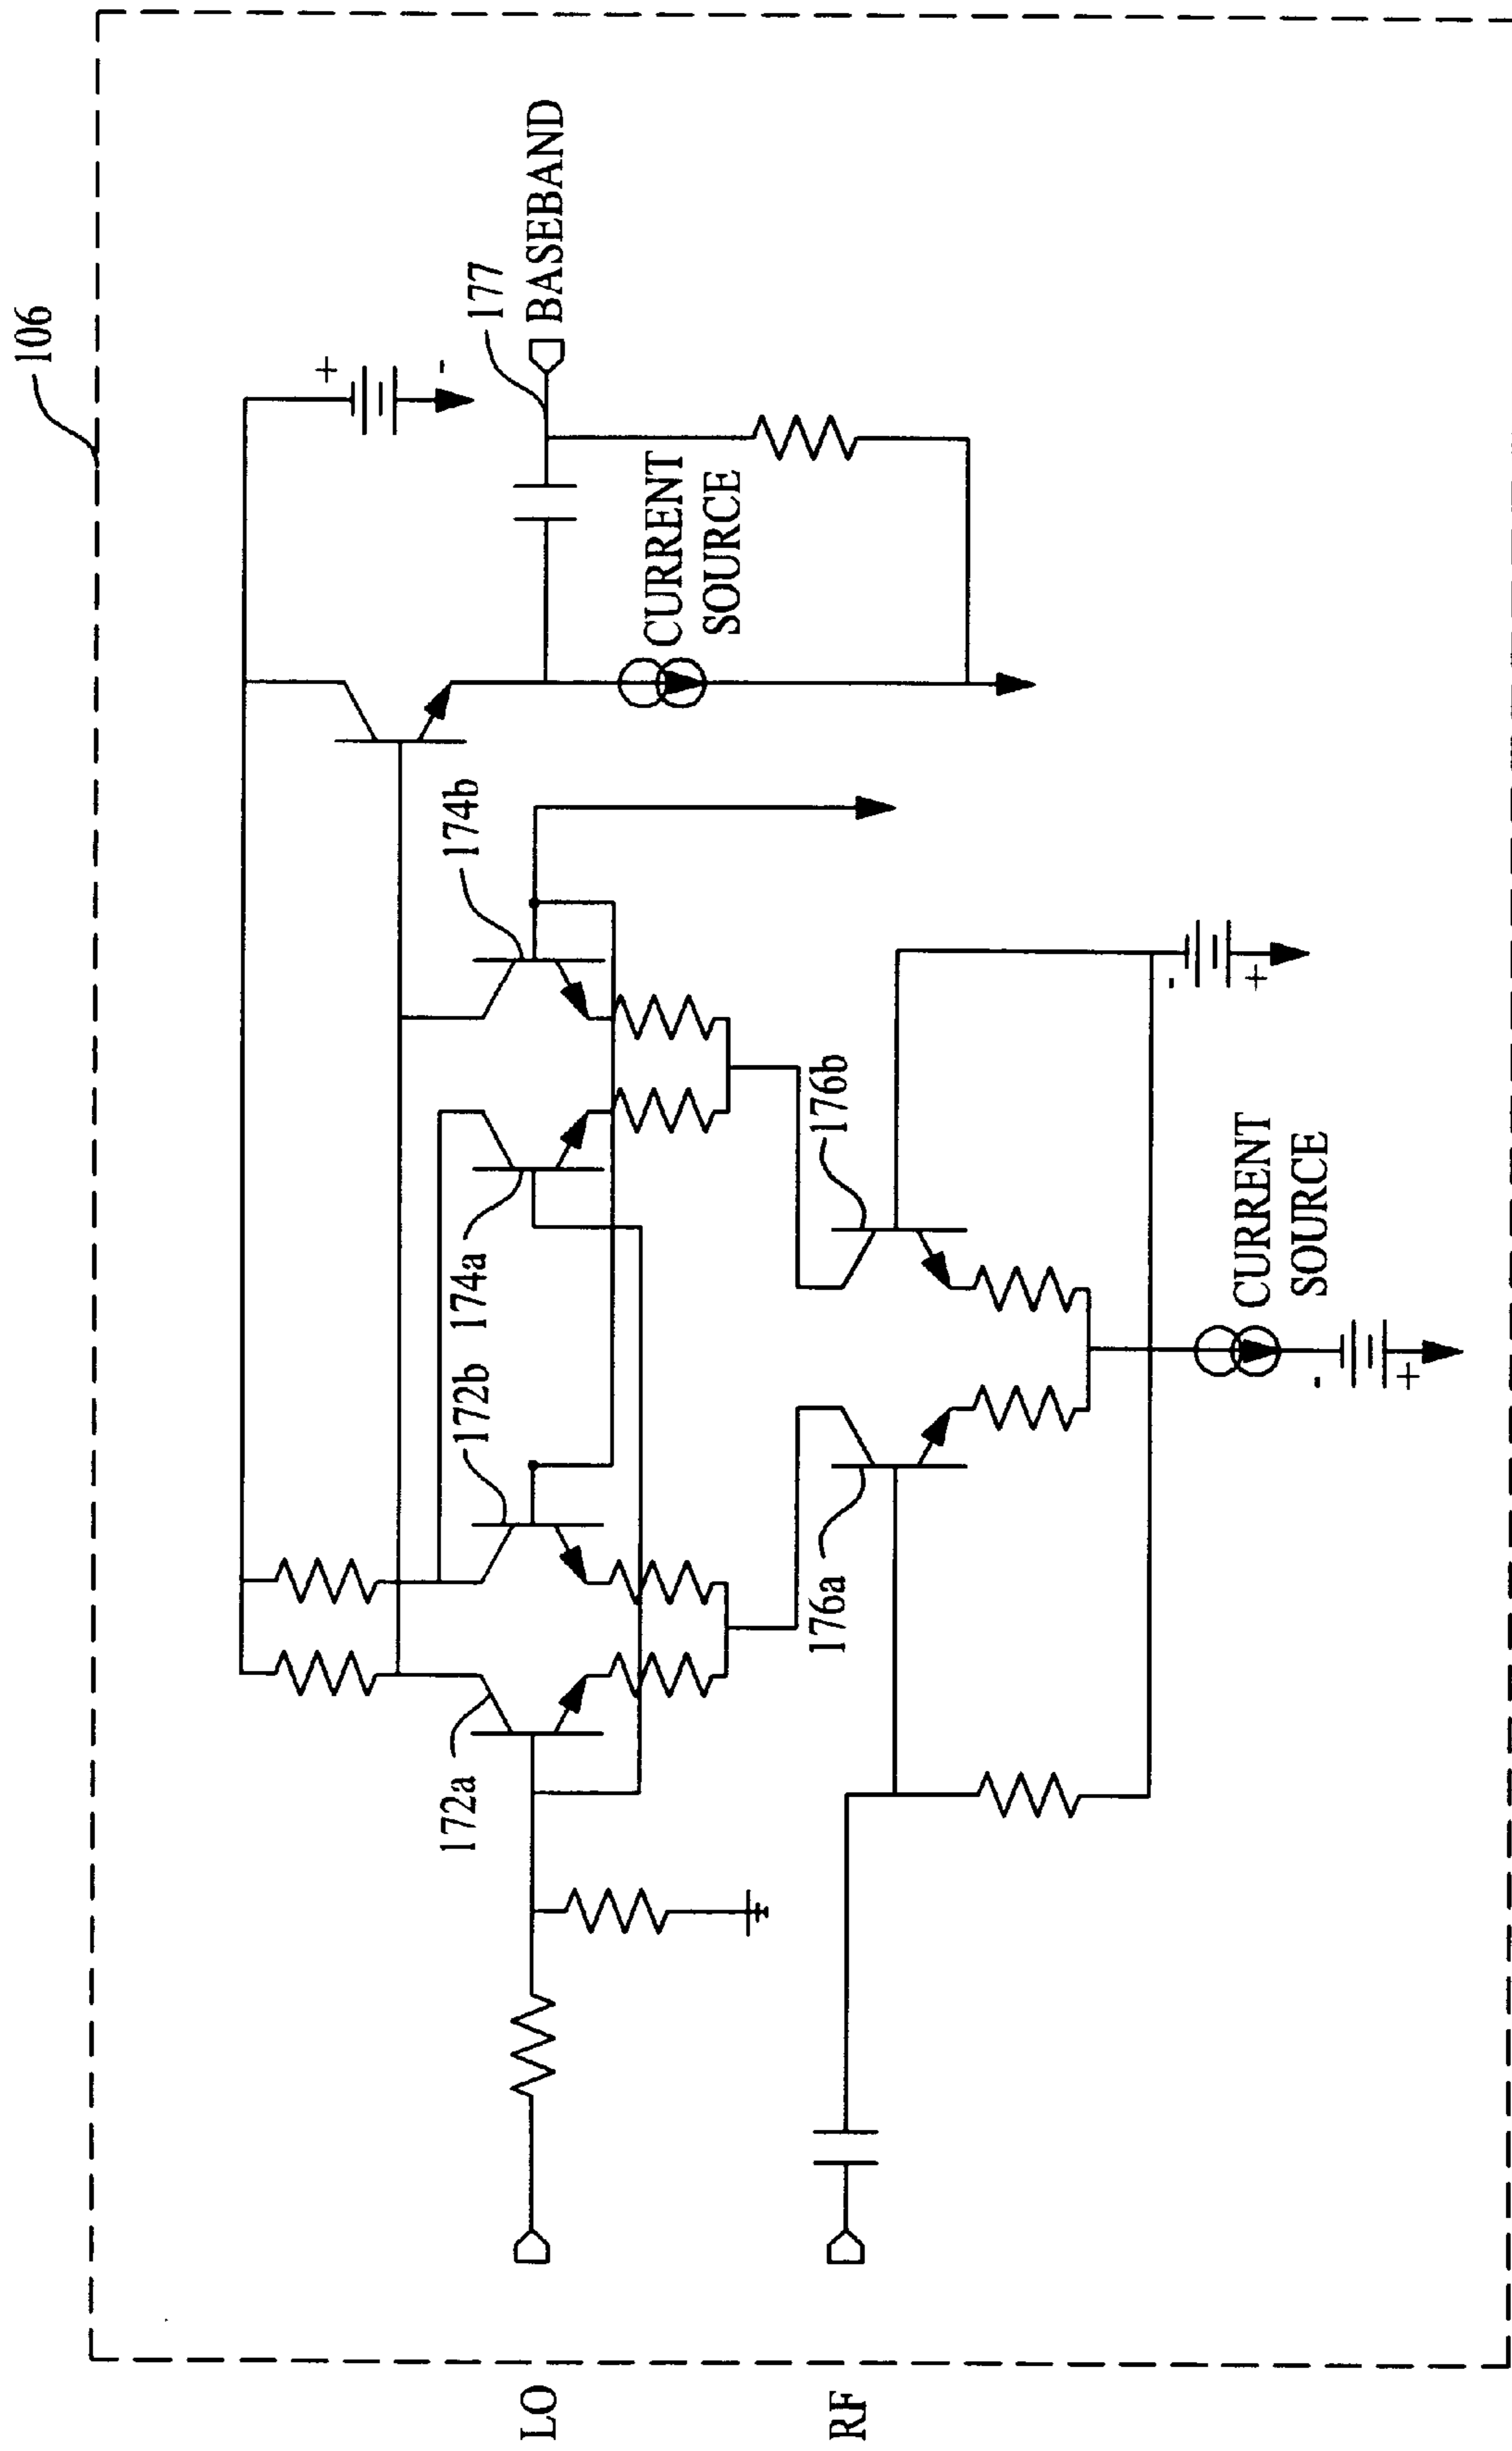 106
+
-
177
BASEBAND
CURRENT
SOURCE
174b
174a
172b
172a
LO
176b
176a
RF
-
+
CURRENT
SOURCE
-
+